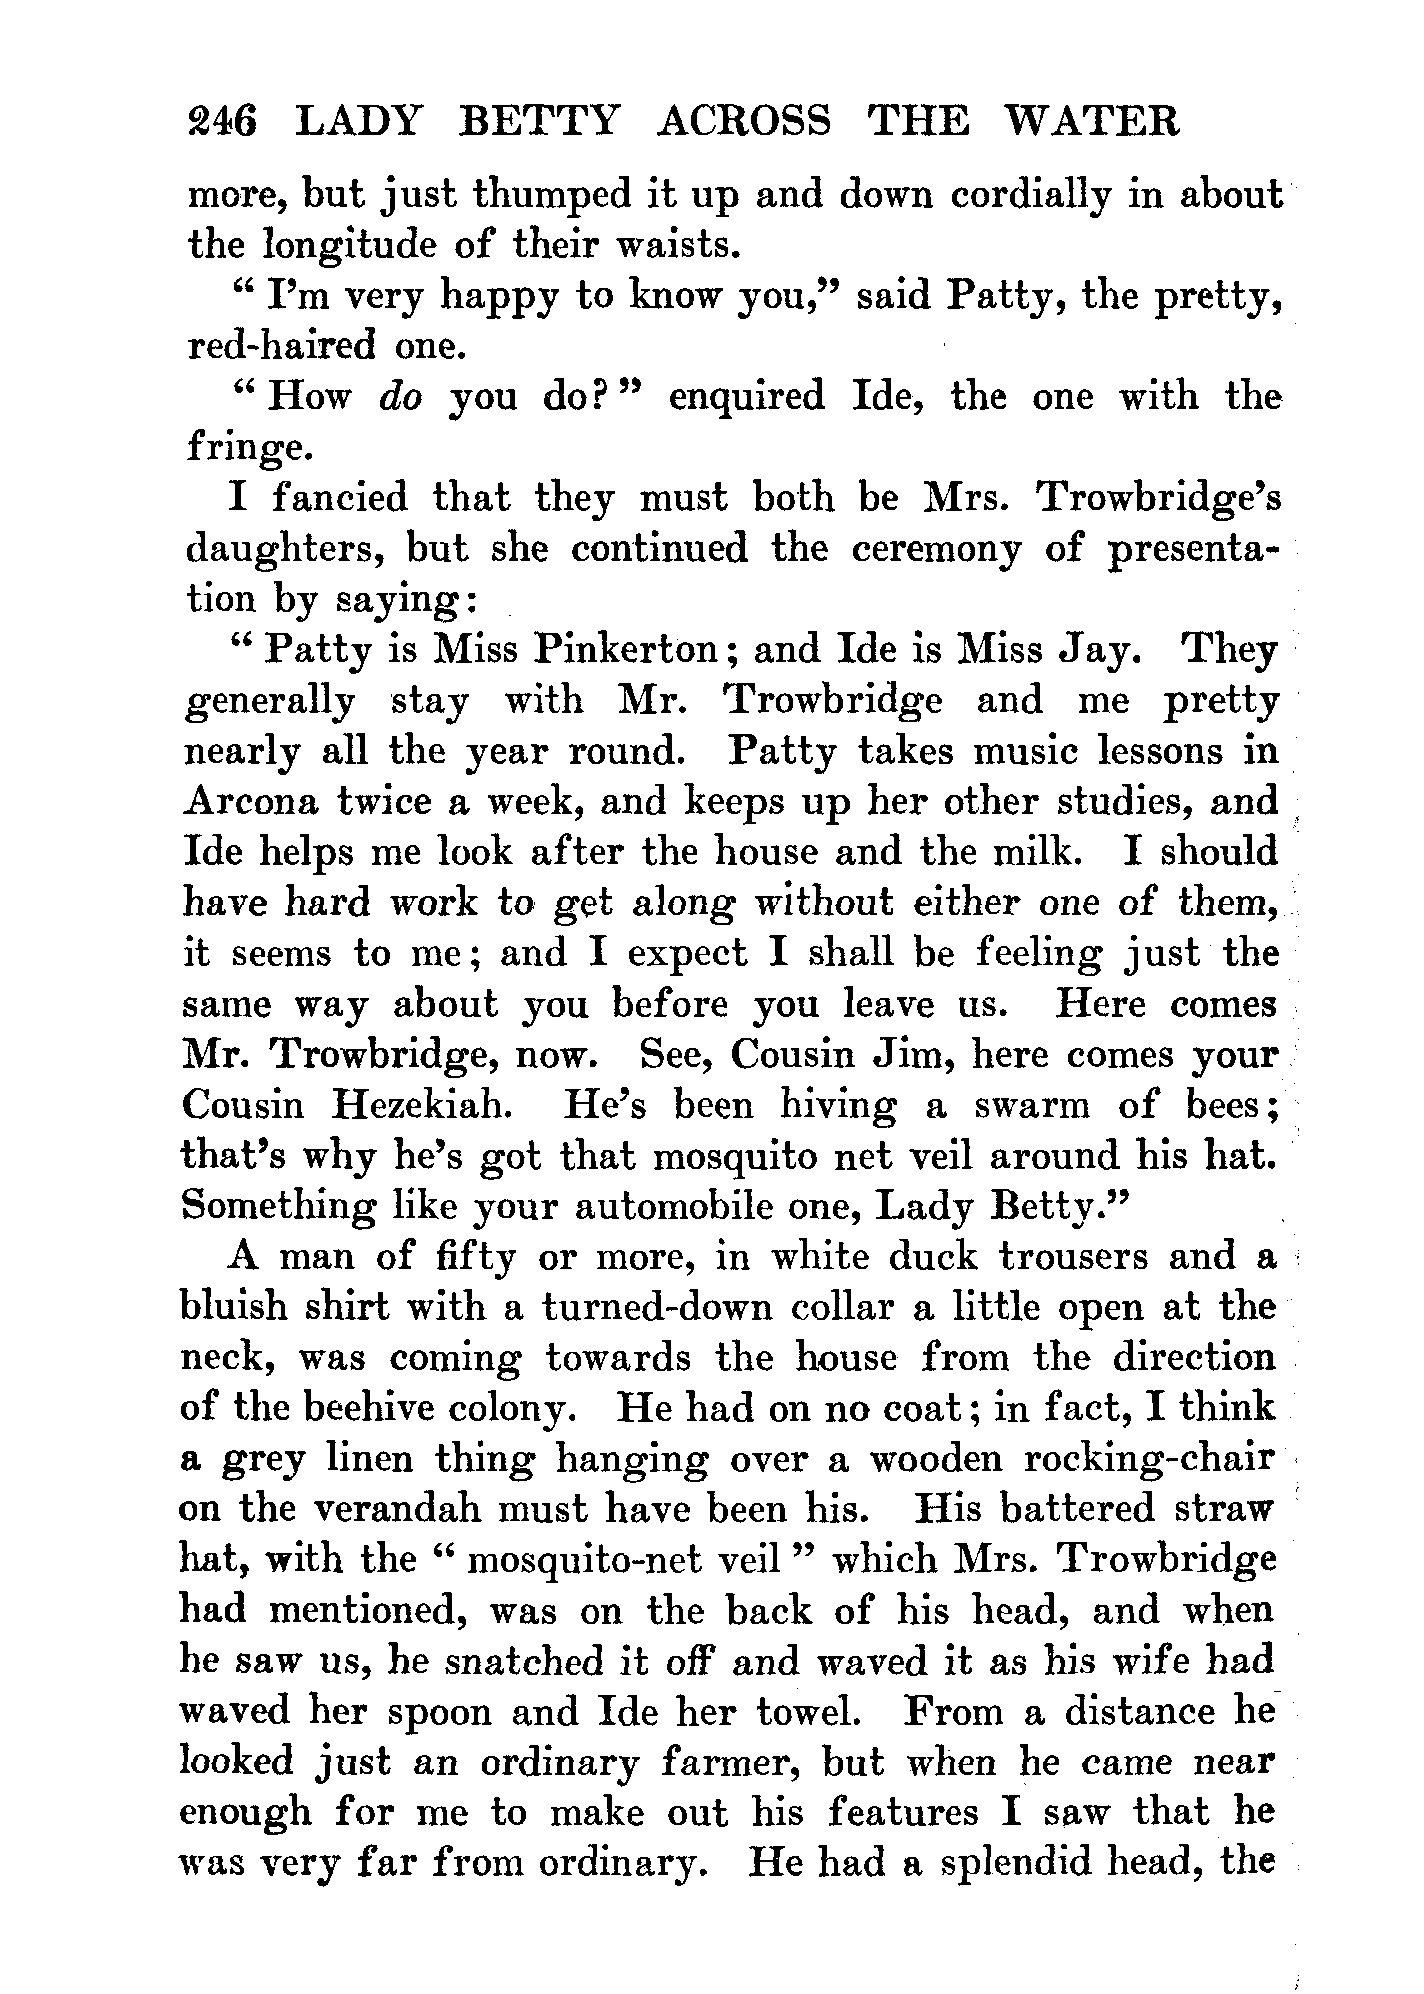 246 LADY BETTY ACROSS THE WATER
more, but just thumped it up and down cordially in about
the longitude of their waists.
“ I’m very happy to know you,” said Patty, the pretty,
red-haired one.
“ How do you do? ” enquired Ide, the one with the
fringe.
I fancied that they must both be Mrs. Trowbridge’s
daughters, but she continued the ceremony of presenta-
tion by saying:
“ Patty is Miss Pinkerton; and Ide is Miss Jay. They
generally stay with Mr. Trowbridge and me pretty
nearly all the year round. Patty takes music lessons in
Arcona twice a week, and keeps up her other studies, and
Ide helps me look after the house and the milk. I should
have hard work to get along without either one of them,
it seems to me; and I expect I shall be feeling just the
same way about you before you leave us. Here comes
Mr. Trowbridge, now. See, Cousin Jim, here comes your
Cousin Hezekiah. He’s been hiving a swarm of bees;
that’s why he’s got that mosquito net veil around his hat.
Something like your automobile one, Lady Betty.”
A man of fifty or more, in white duck trousers and a
bluish shirt with a turned-down collar a little open at the
neck, was coming towards the house from the direction
of the beehive colony. He had on no coat; in fact, I think
a grey linen thing hanging over a wooden rocking-chair
on the verandah must have been his. His battered straw
hat, with the “ mosquito-net veil ” which Mrs. Trowbridge
had mentioned, was on the back of his head, and when
he saw us, he snatched it off and waved it as his wife had
waved her spoon and Ide her towel. From a distance he
looked just an ordinary farmer, but when he came near
enough for me to make out his features I saw that he
was very far from ordinary. He had a splendid head, the